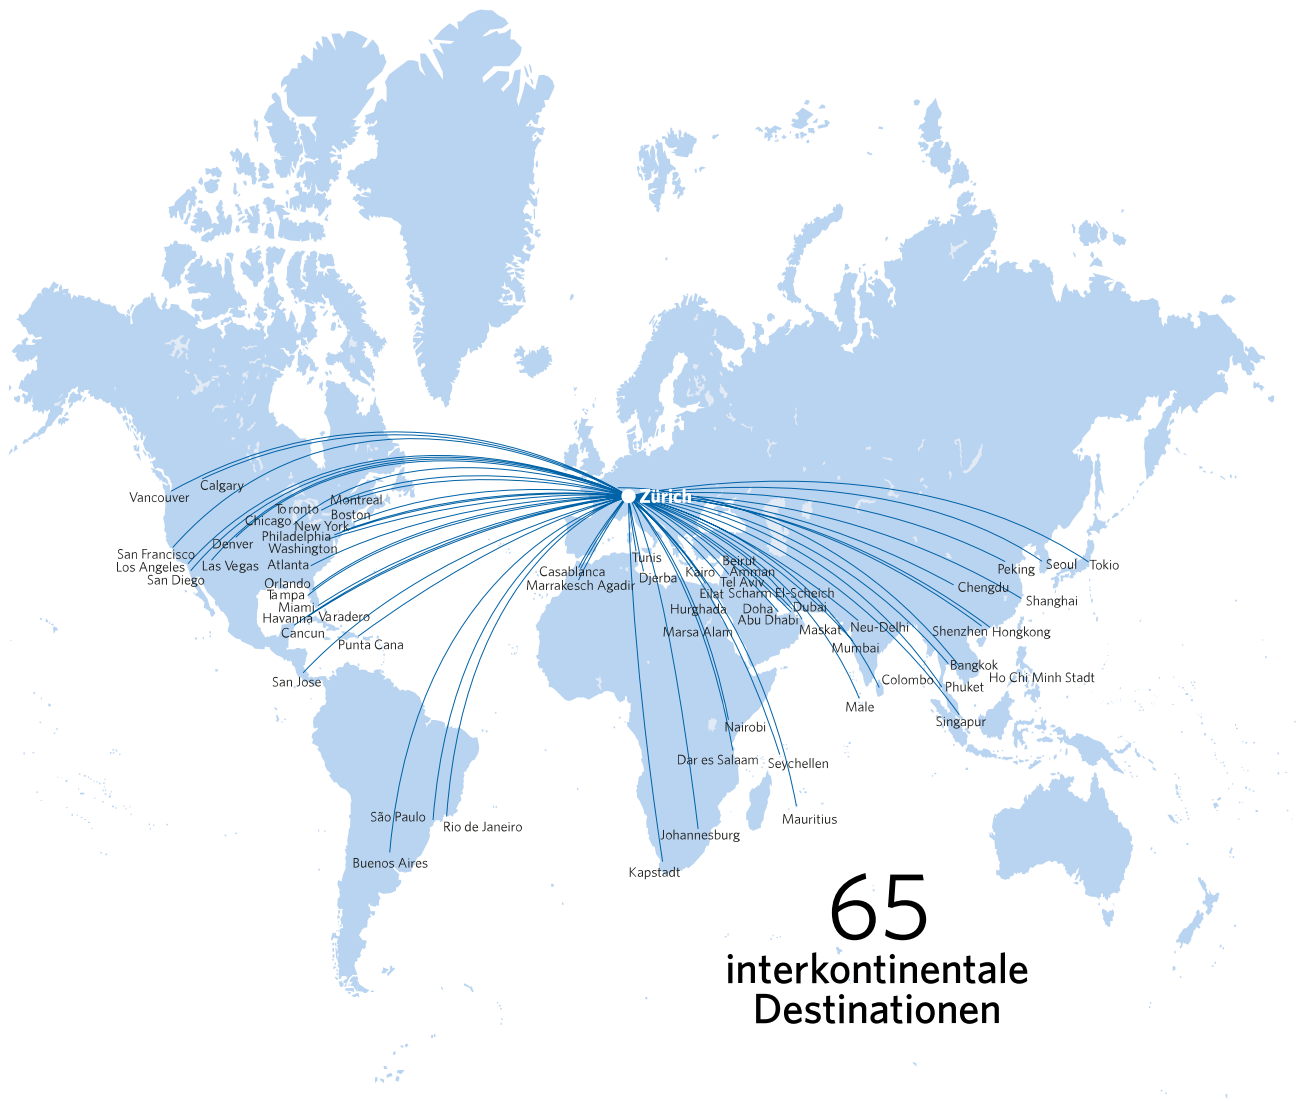 Zürich
Vancouver
Calgary
Montreal
Toronto
Boston
Chicago
New York
Philadelphia
Washington
Denver
San Francisco
Los Angeles
Las Vegas
San Diego
Atlanta
Orlando
Tampa
Miami
Havanna
Varadero
Cancun
Punta Cana
San Jose
São Paulo
Rio de Janeiro
Buenos Aires
Casablanca
Marrakesch Agadir
Tunis
Djerba
Kairo
Beirut
Amman
Tel Aviv
Eilat
Scharm El-Scheich
Hurghada
Doha
Dubai
Abu Dhabi
Marsa Alam
Maskat
Neu-Delhi
Mumbai
Colombo
Male
Nairobi
Dar es Salaam
Seychellen
Mauritius
Johannesburg
Kapstadt
Peking
Seoul
Tokio
Chengdu
Shanghai
Shenzhen
Hongkong
Bangkok
Ho Chi Minh Stadt
Phuket
Singapur
65
interkontinentale
Destinationen